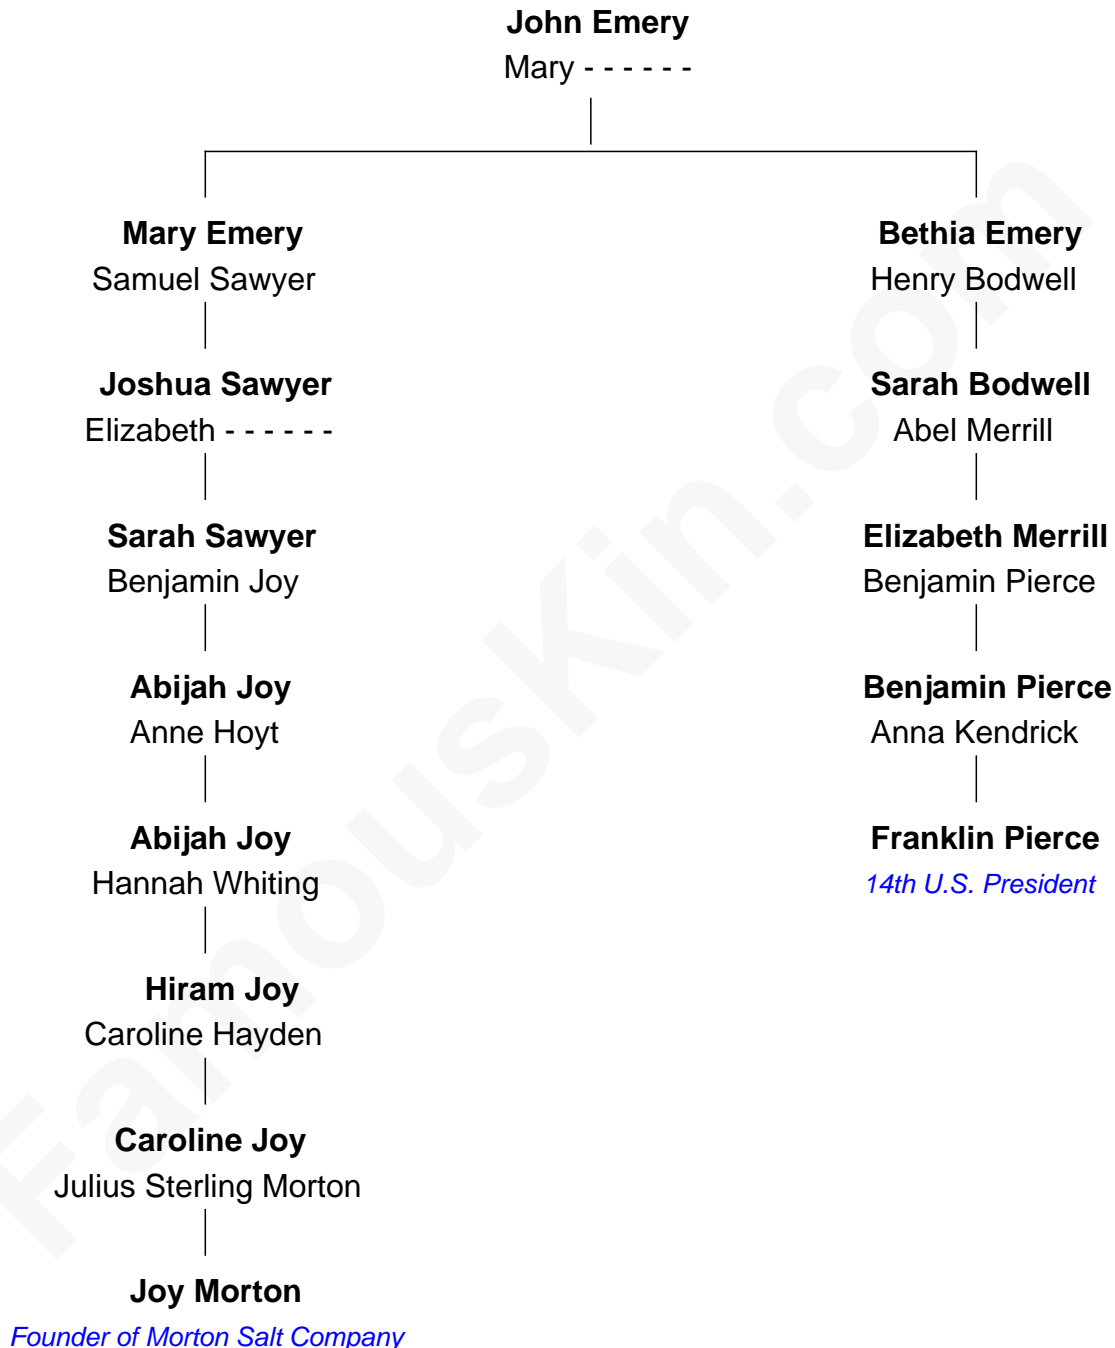 John Emery
Mary - - - - - -
Mary Emery
Samuel Sawyer
Bethia Emery
Henry Bodwell
Joshua Sawyer
Elizabeth - - - - - -
Sarah Bodwell
Abel Merrill
Sarah Sawyer
Benjamin Joy
Elizabeth Merrill
Benjamin Pierce
Abijah Joy
Anne Hoyt
Benjamin Pierce
Anna Kendrick
Abijah Joy
Hannah Whiting
Franklin Pierce
14th U.S. President
Hiram Joy
Caroline Hayden
Caroline Joy
Julius Sterling Morton
Joy Morton
Founder of Morton Salt Company
FamousKin.com